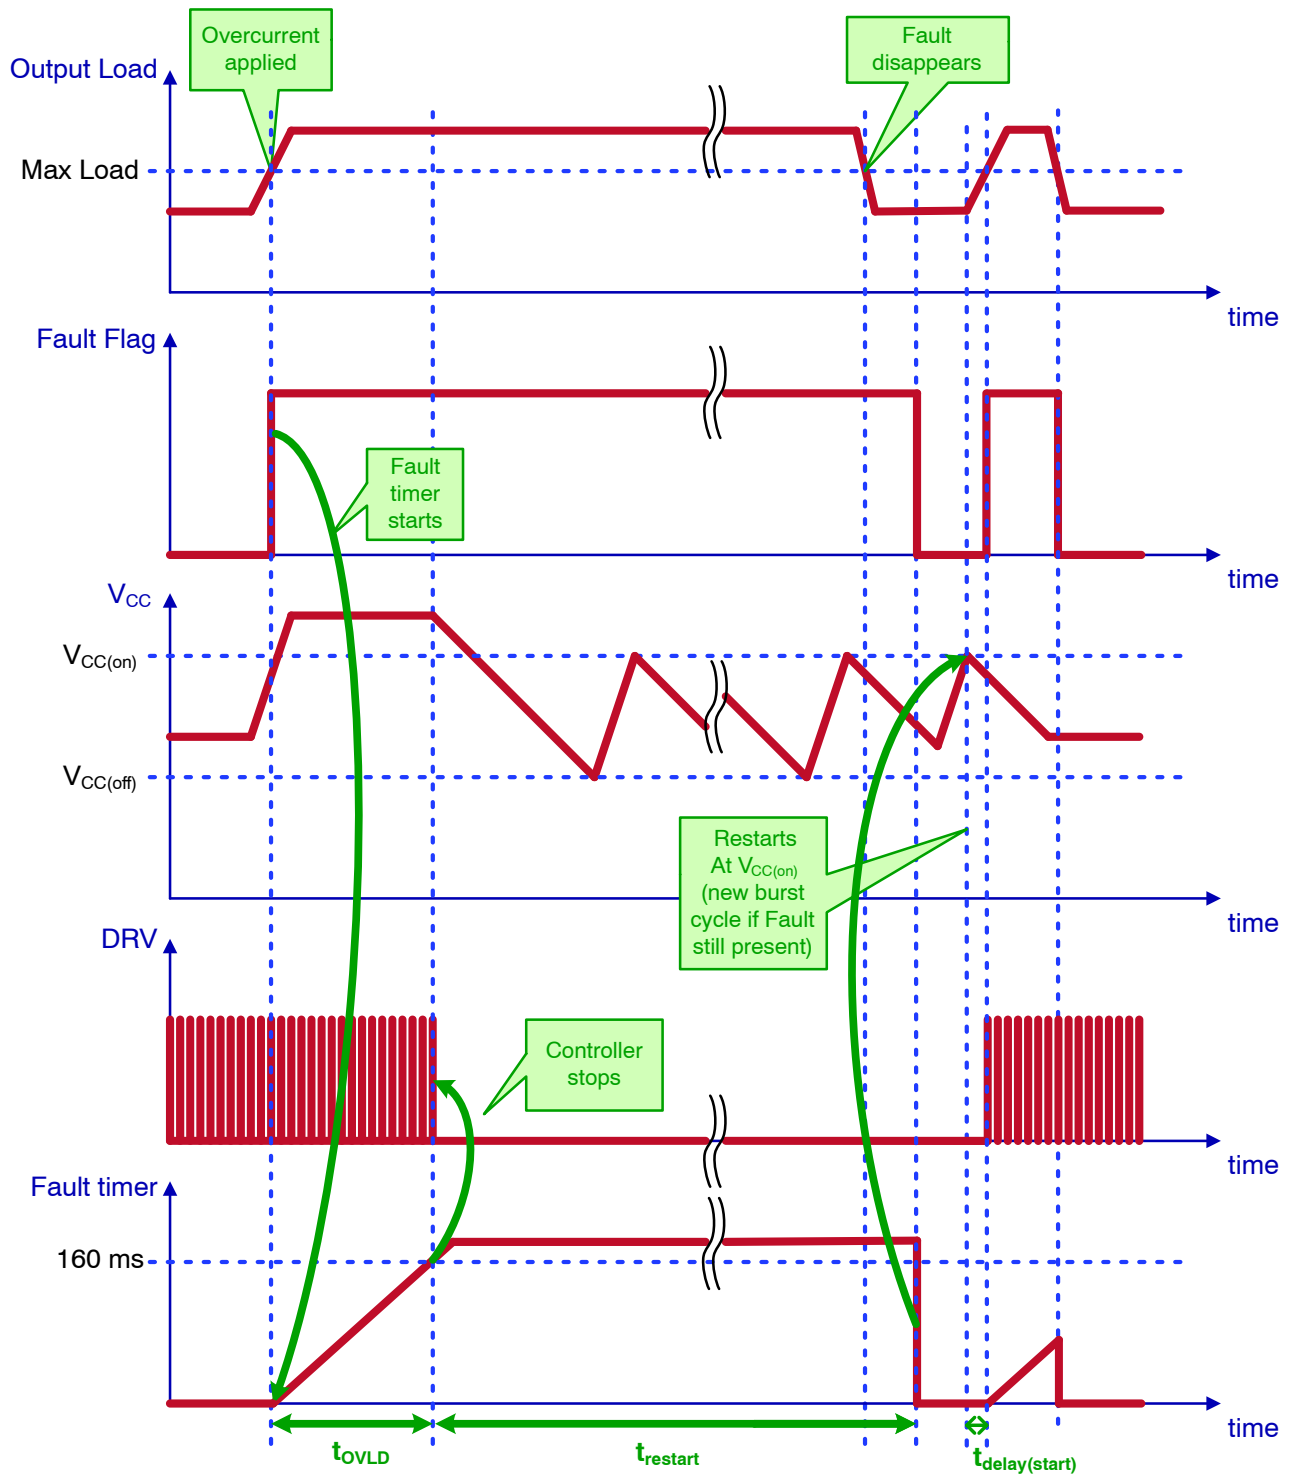 Overcurrent
applied
Fault
disappears
Output Load
Max Load
time
Fault Flag
Fault
timer
starts
time
VCC
VCC(on)
VCC(off)
Restarts
At VCC(on)
(new burst
cycle if Fault
still present)
time
DRV
Controller
stops
time
Fault timer
160 ms
time
tOVLD
trestart
tdelay(start)